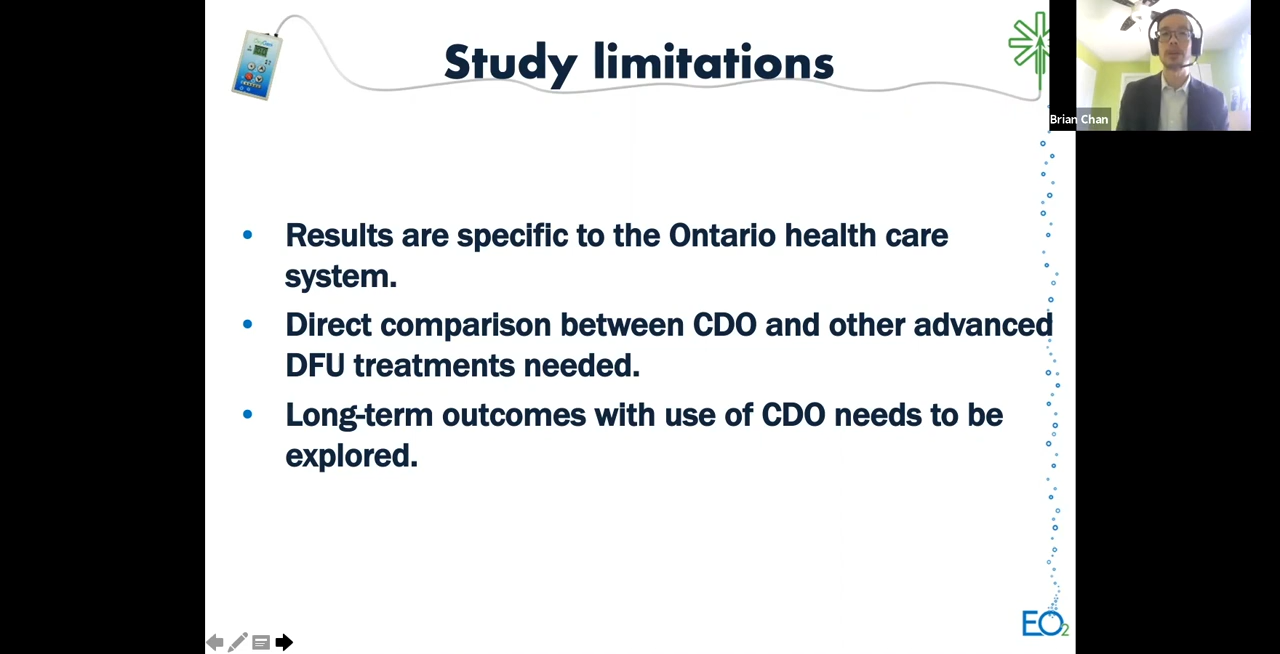 Study limitations
Brian Chan
Results are specific to the Ontario health care
system.
Direct comparison between CDO and other advanced
DFU treatments needed.
Long-term outcomes with use of CDO needs to be
explored.
EO2